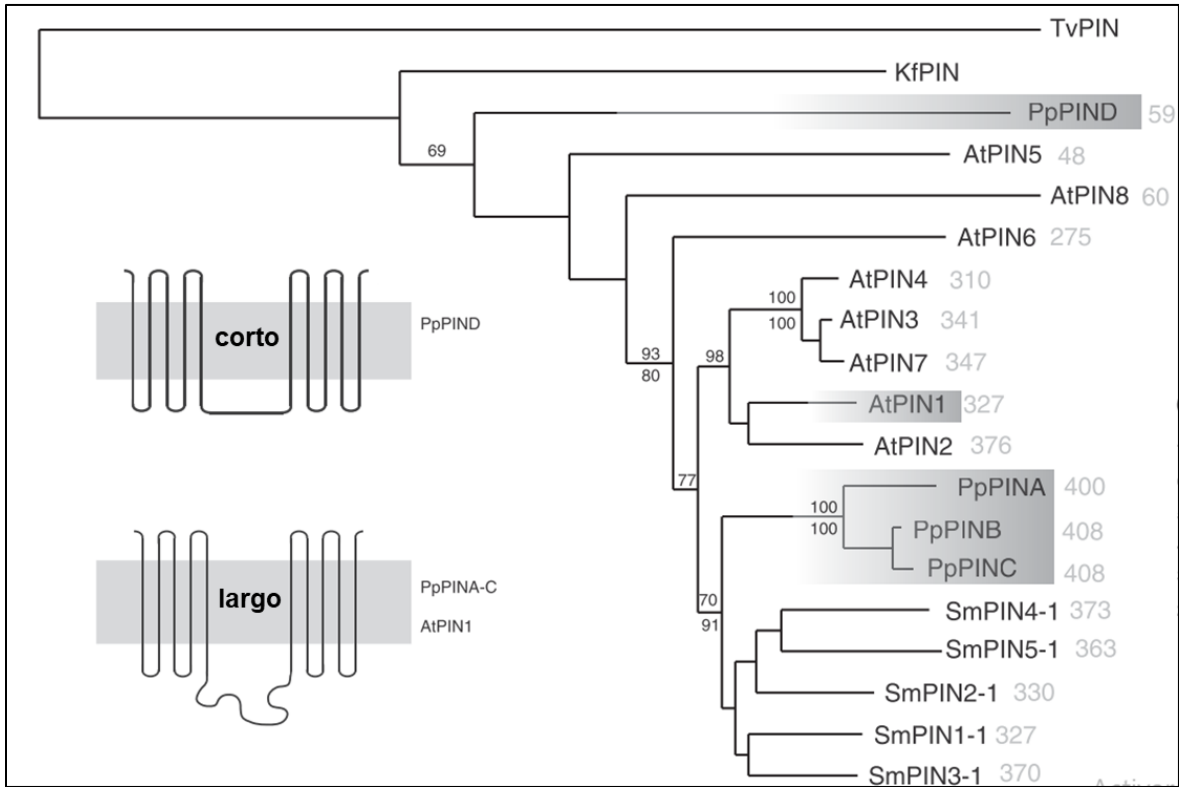 TvPIN
KfPIN
PpPIND 59
69
AtPIN5 48
AtPIN8 60
AtPIN6 275
AtPIN4 310
100
100
AtPIN3 341
AtPIN7 347
93
80
98
AtPIN1 327
AtPIN2 376
77
PpPINA 400
100
100
PpPINB 408
PpPINC 408
70
91
SmPIN4-1 373
SmPIN5-1 363
SmPIN2-1 330
SmPIN1-1 327
SmPIN3-1 370
corto
PpPIND
largo
PpPINA-C
AtPIN1